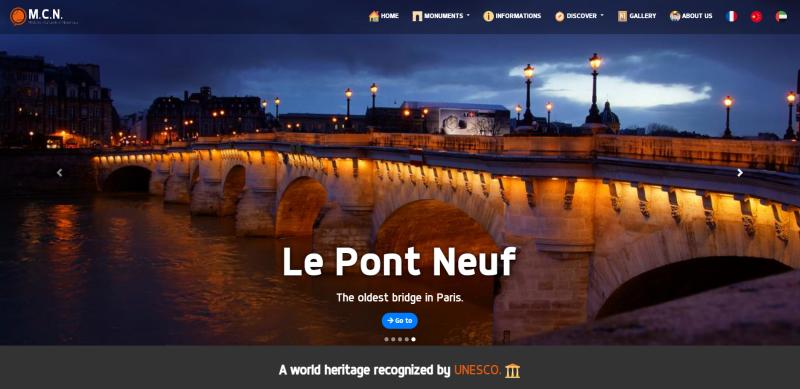 M.C.N.
HOME
MONUMENTS
INFORMATIONS
DISCOVER
GALLERY
ABOUT US
Le Pont Neuf
The oldest bridge in Paris.
Go to
A world heritage recognized by UNESCO.